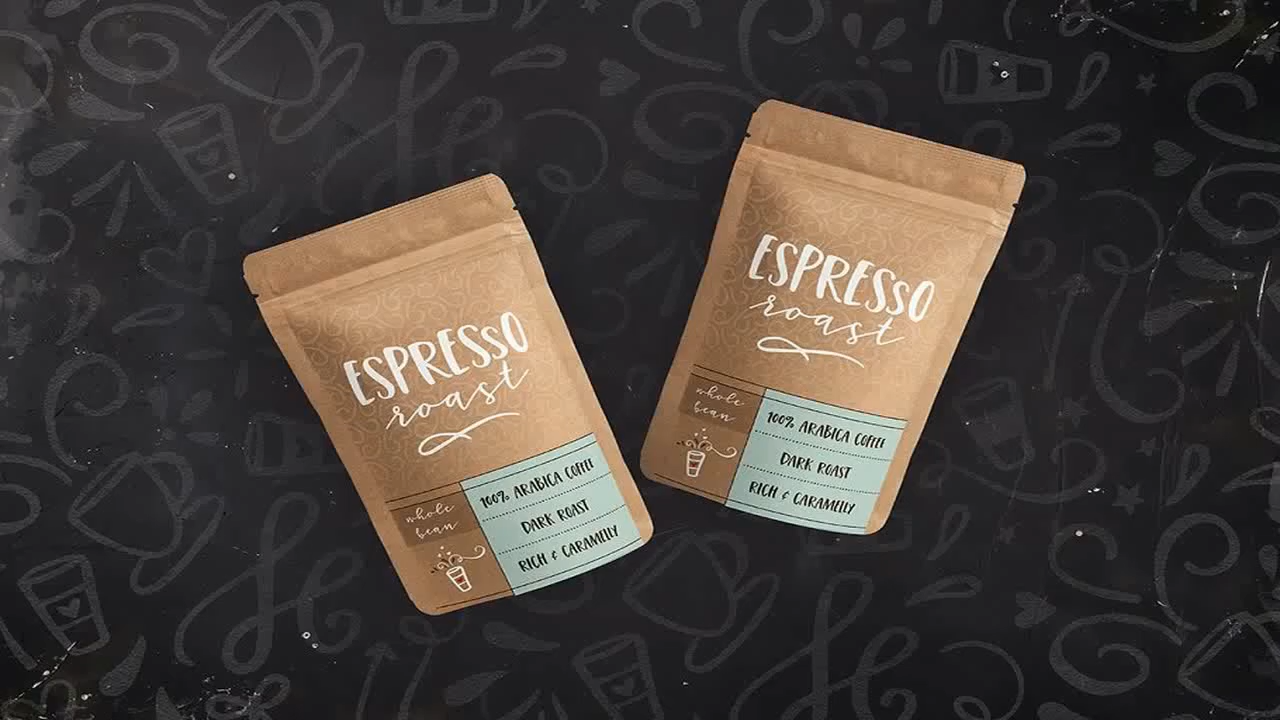 ESPRESSO
roast
whole
bean
100% ARABICA COFFEE
DARK ROAST
RICH & CARAMELLY
ESPRESSO
roast
whole
bean
100% ARABICA COFFEE
DARK ROAST
RICH & CARAMELLY